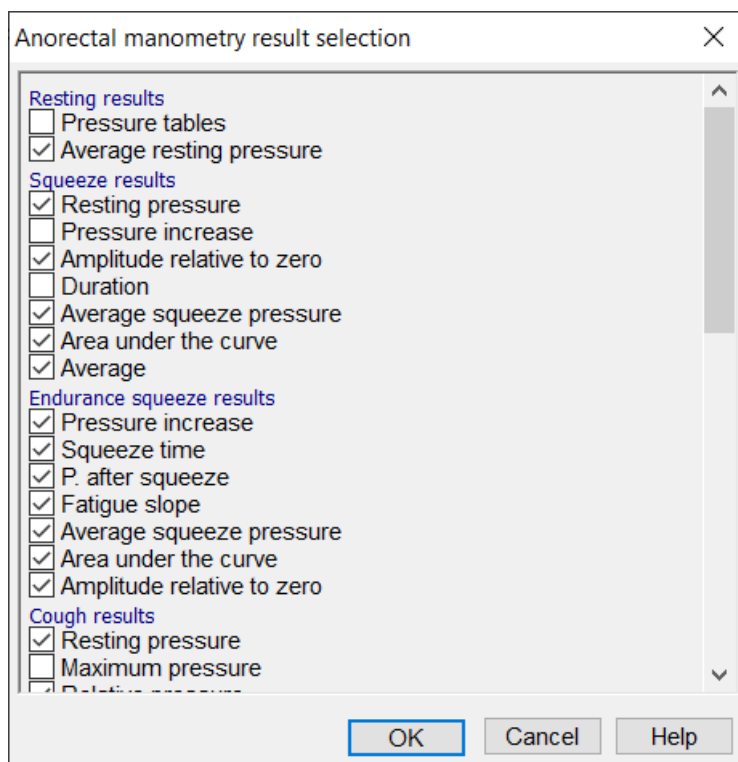 Anorectal manometry result selection
Resting results
Pressure tables
Average resting pressure
Squeeze results
Resting pressure
Pressure increase
Amplitude relative to zero
Duration
Average squeeze pressure
Area under the curve
Average
Endurance squeeze results
Pressure increase
Squeeze time
P. after squeeze
Fatigue slope
Average squeeze pressure
Area under the curve
Amplitude relative to zero
Cough results
Resting pressure
Maximum pressure
Relative pressure
OK
Cancel
Help